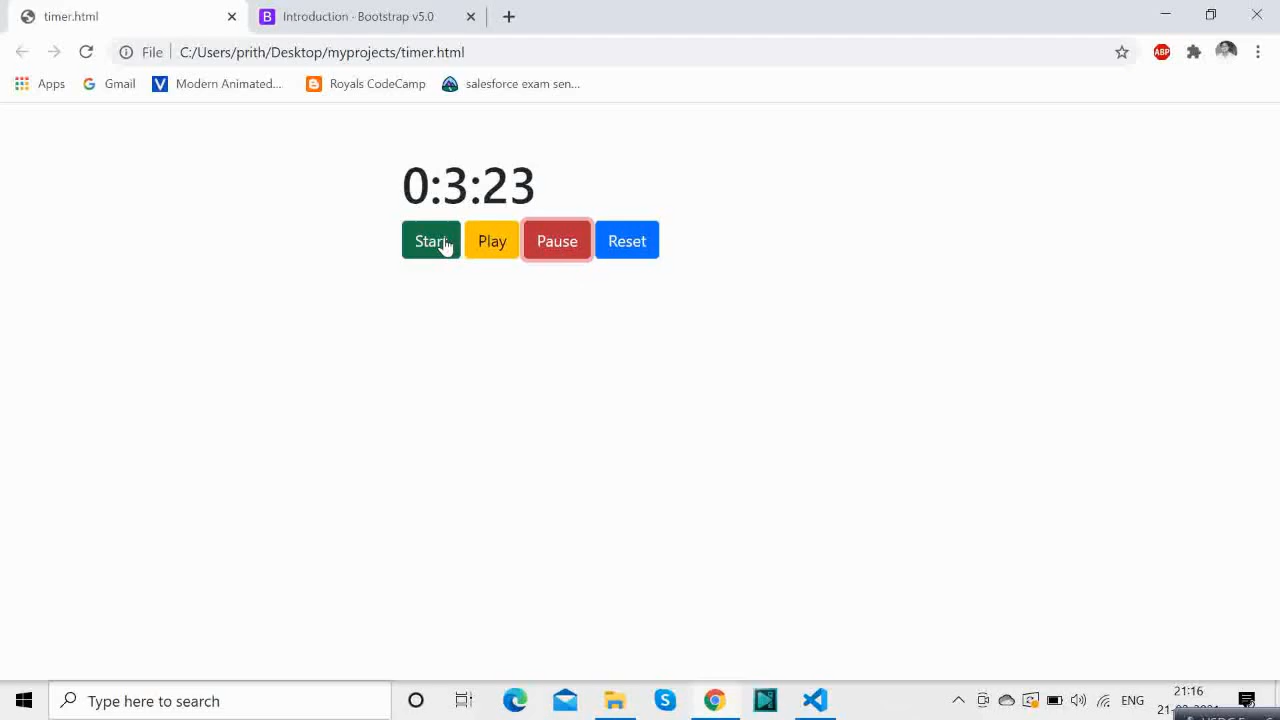 timer.html
Introduction · Bootstrap v5.0
File
C:/Users/prith/Desktop/myprojects/timer.html
ABP
Apps
Gmail
Modern Animated...
Royals CodeCamp
salesforce exam sen...
0:3:23
Start
Play
Pause
Reset
Type here to search
ENG
21:16